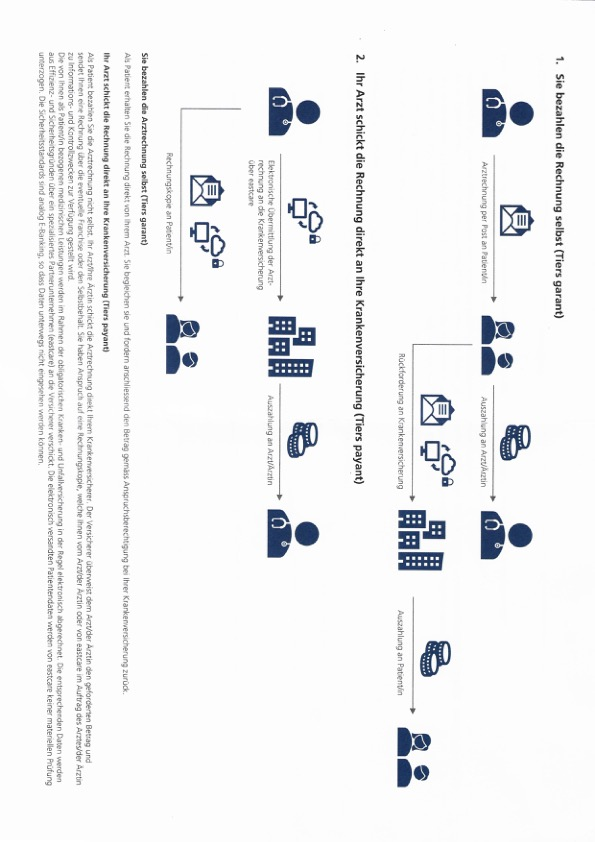 1. Sie bezahlen die Rechnung selbst (Tiers garant)
Arztrechnung per Post an Patient/in
Auszahlung an Arzt/Ärztin
Rückforderung an Krankenversicherung
Auszahlung an Patient/in
2. Ihr Arzt schickt die Rechnung direkt an Ihre Krankenversicherung (Tiers payant)
Elektronische Übermittlung der Arzt-
rechnung an die Krankenversicherung
über eastcare
Auszahlung an Arzt/Ärztin
Rechnungskopie an Patient/in
Sie bezahlen die Arztrechnung selbst (Tiers garant)
Als Patient erhalten Sie die Rechnung direkt von Ihrem Arzt. Sie begleichen sie und fordern anschliessend den Betrag gemäss Anspruchsberechtigung bei Ihrer Krankenversicherung zurück.
Ihr Arzt schickt die Rechnung direkt an Ihre Krankenversicherung (Tiers payant)
Als Patient bezahlen Sie die Arztrechnung nicht selbst. Ihr Arzt/Ihre Ärztin schickt die Arztrechnung direkt Ihrem Krankenversicherer. Der Versicherer überweist dem Arzt/der Ärztin den geforderten Betrag und
sendet Ihnen eine Rechnung über die eventuelle Franchise oder den Selbstbehalt. Sie haben Anspruch auf eine Rechnungskopie, welche Ihnen vom Arzt/der Ärztin oder von eastcare im Auftrag des Arztes/der Ärztin
zu Informations- und Kontrollzwecken zur Verfügung gestellt wird.
Die von Ihnen als Patient/in bezogenen medizinischen Leistungen werden im Rahmen der obligatorischen Kranken- und Unfallversicherung in der Regel elektronisch abgerechnet. Die entsprechenden Daten werden
aus Effizienz- und Sicherheitsgründen über ein spezialisiertes Partnerunternehmen (eastcare) an die Versicherer verschickt. Die elektronisch versandten Patientendaten werden von eastcare keiner materiellen Prüfung
unterzogen. Die Sicherheitsstandards sind analog E-Banking, so dass Daten unterwegs nicht eingesehen werden können.